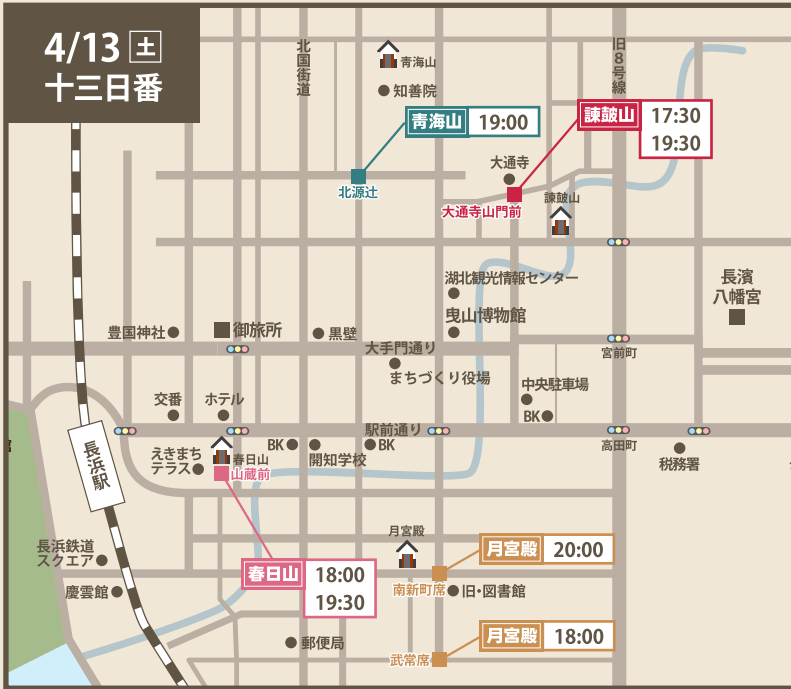 4/13 土
十三日番
北国街道
青海山
知善院
旧8号線
青海山 19:00
諫皷山 17:30
19:30
北源辻
大通寺
大通寺山門前
諫皷山
湖北観光情報センター
曳山博物館
長濱
八幡宮
豊国神社
御旅所
黒壁
大手門通り
まちづくり役場
宮前町
中央駐車場
BK
交番
ホテル
駅前通り
高田町
税務署
長浜駅
えきまち
テラス
春日山
山蔵前
BK
開知学校
BK
館
月宮殿
長浜鉄道
スクエア
慶雲館
春日山 18:00
19:30
月宮殿 20:00
南新町席
旧・図書館
月宮殿 18:00
武常席
郵便局